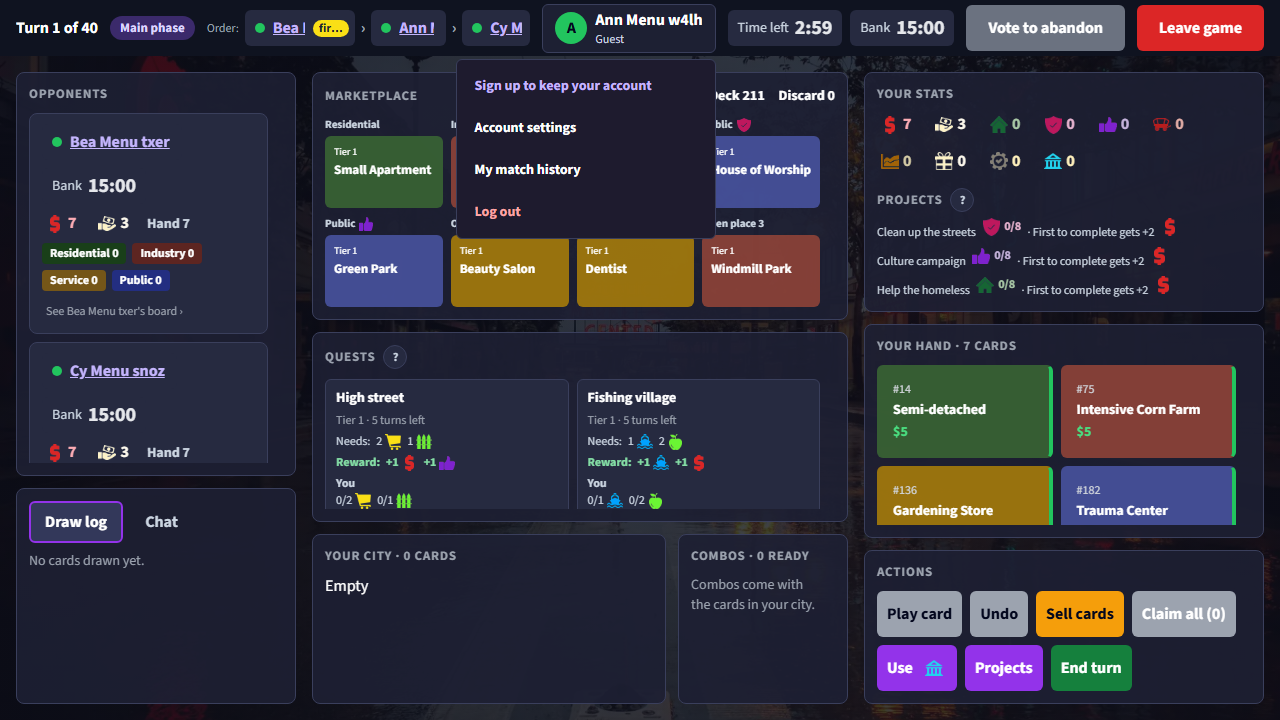 Turn 1 of 40
Main phase
Order:
Bea
fir...
›
Ann
›
Cy M
A
Ann Menu w4lh
Guest
Time left 2:59
Bank 15:00
Vote to abandon
Leave game
Sign up to keep your account
Account settings
My match history
Log out
OPPONENTS
Bea Menu txer
Bank 15:00
7
3
Hand 7
Residential 0
Industry 0
Service 0
Public 0
See Bea Menu txer's board ›
Cy Menu snoz
Bank 15:00
7
3
Hand 7
Draw log
Chat
No cards drawn yet.
MARKETPLACE
Deck 211
Discard 0
Residential
Tier 1
Small Apartment
Tier 1
House of Worship
Public
Tier 1
Green Park
Tier 1
Beauty Salon
Tier 1
Dentist
place 3
Tier 1
Windmill Park
QUESTS
?
High street
Tier 1 · 5 turns left
Needs: 2 1
Reward: +1 +1
You
0/2 0/1
Fishing village
Tier 1 · 5 turns left
Needs: 1 2
Reward: +1 +1
You
0/1 0/2
YOUR CITY · 0 CARDS
Empty
COMBOS · 0 READY
Combos come with
the cards in your city.
YOUR STATS
7
3
0
0
0
0
0
0
0
0
PROJECTS
?
Clean up the streets 0/8 · First to complete gets +2
Culture campaign 0/8 · First to complete gets +2
Help the homeless 0/8 · First to complete gets +2
YOUR HAND · 7 CARDS
#14
Semi-detached
$5
#75
Intensive Corn Farm
$5
#136
Gardening Store
#182
Trauma Center
ACTIONS
Play card
Undo
Sell cards
Claim all (0)
Use
Projects
End turn